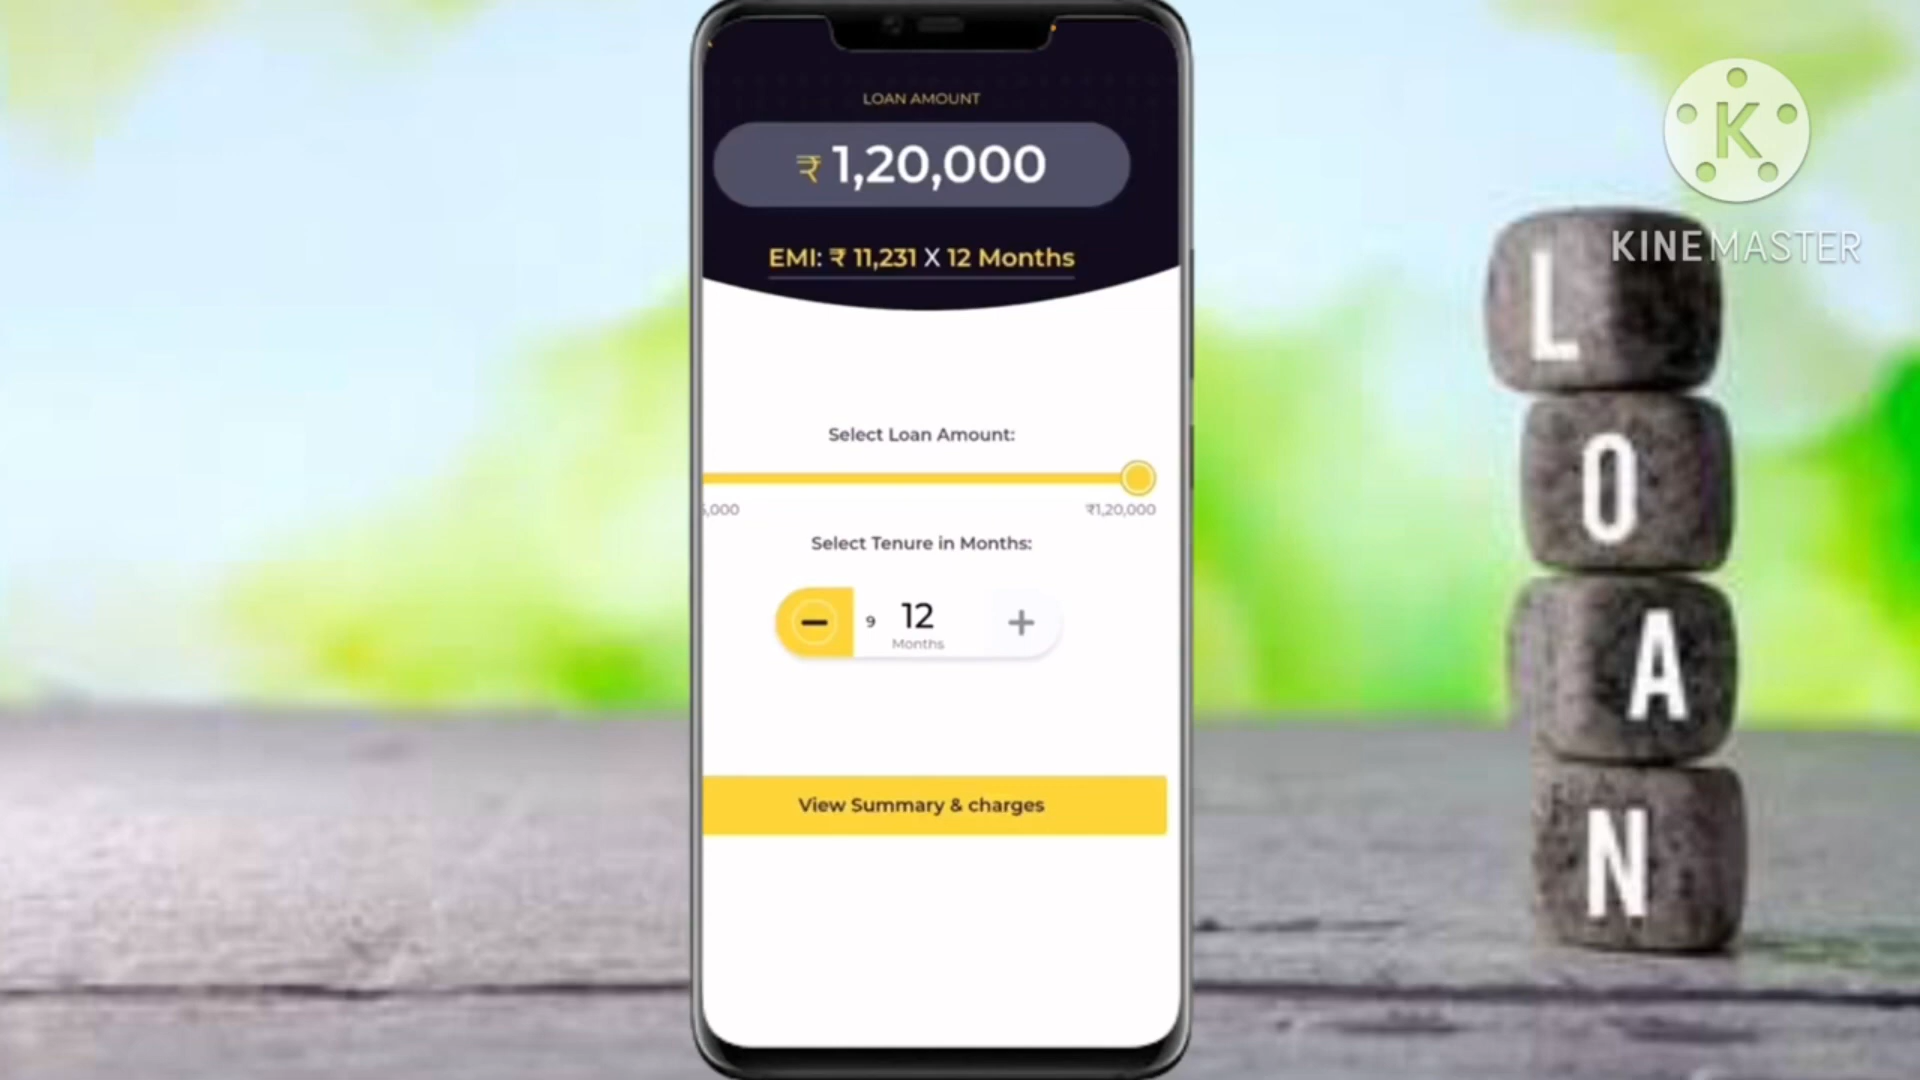 LOAN AMOUNT
₹ 1,20,000
EMI: ₹ 11,231 X 12 Months
Select Loan Amount:
,000
₹1,20,000
Select Tenure in Months:
9
12
Months
View Summary & charges
K
KINEMASTER
L
O
A
N